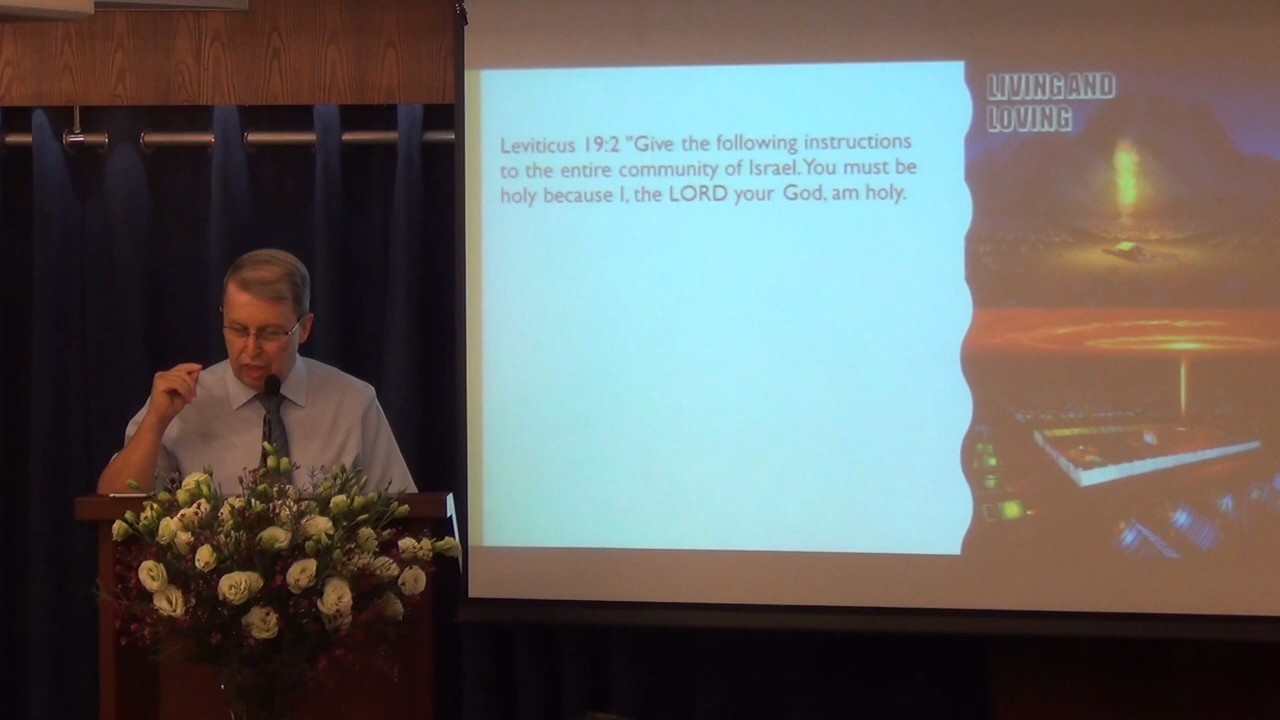 Leviticus 19:2 "Give the following instructions
to the entire community of Israel. You must be
holy because I, the LORD your God, am holy.
LIVING AND
LOVING